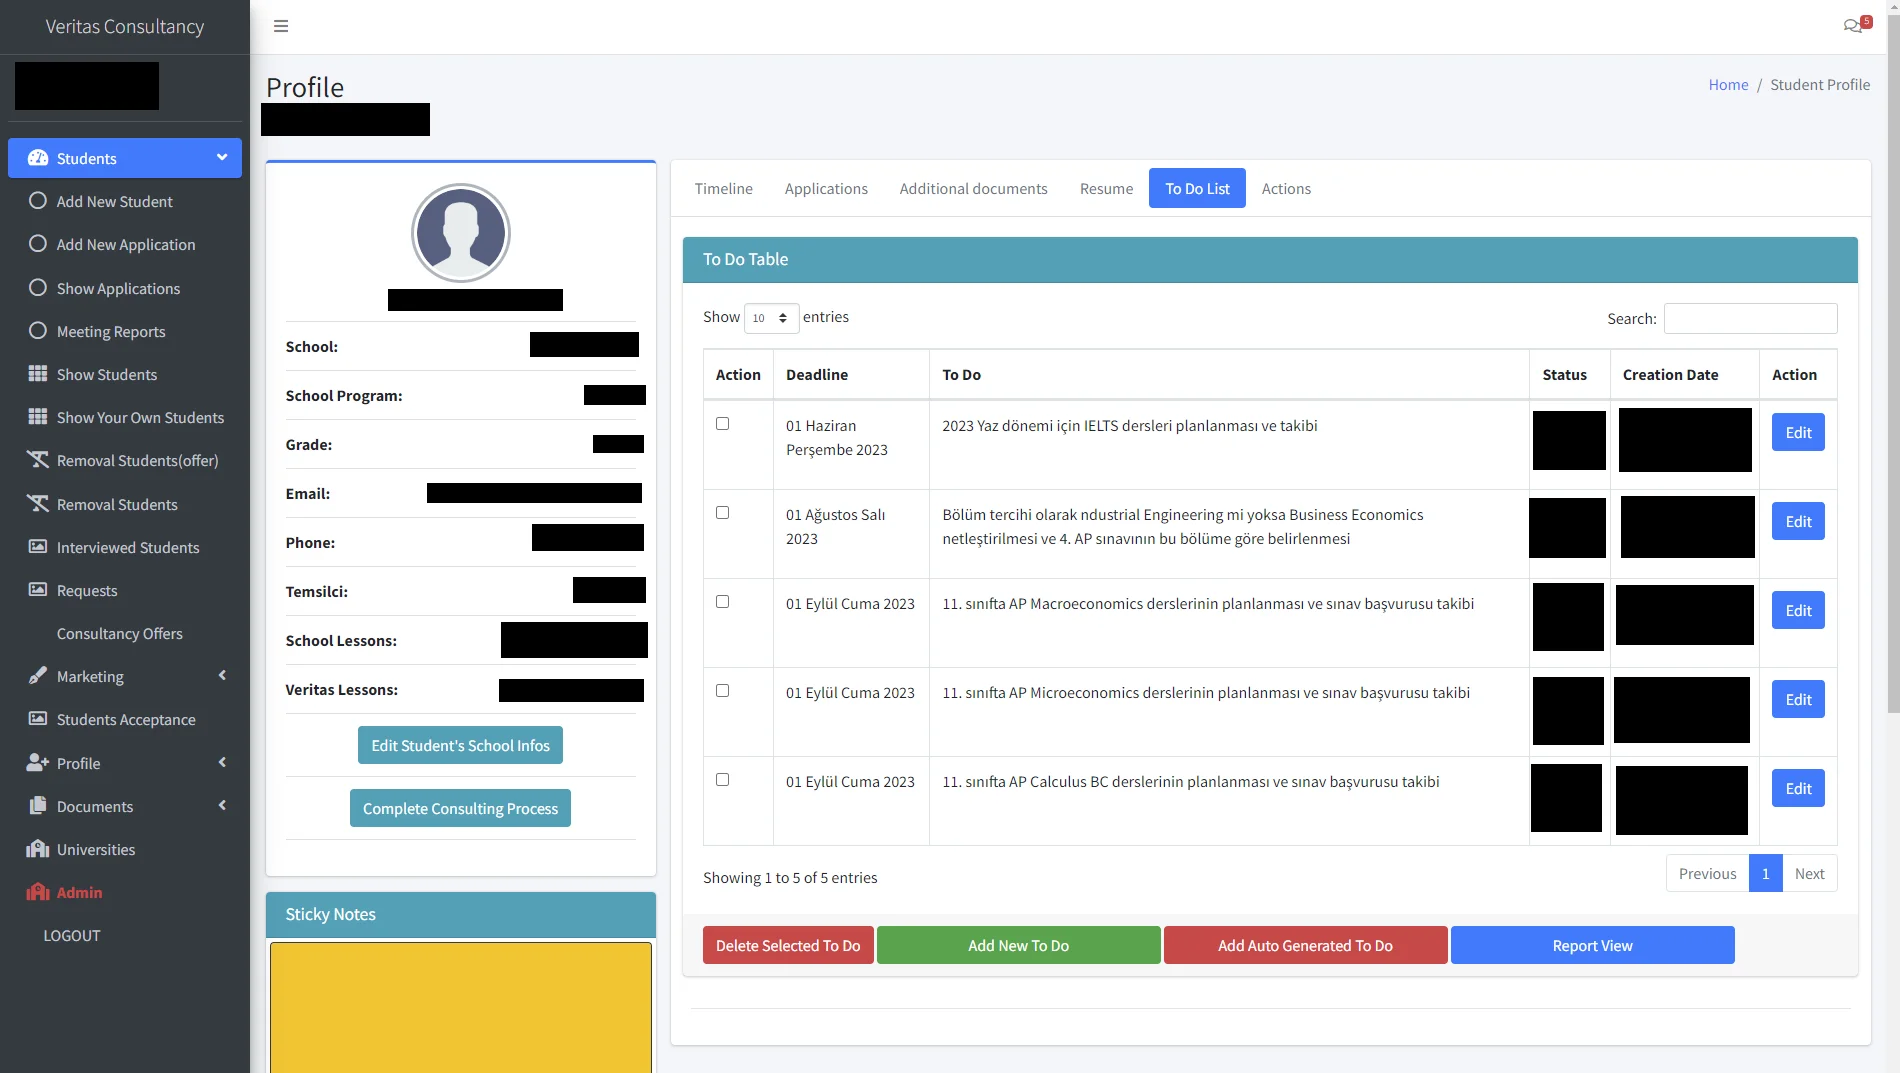 Veritas Consultancy
5
Profile
Home / Student Profile
Students
Add New Student
Add New Application
Show Applications
Meeting Reports
Show Students
Show Your Own Students
Removal Students(offer)
Removal Students
Interviewed Students
Requests
Consultancy Offers
Marketing
Students Acceptance
Profile
Documents
Universities
Admin
LOGOUT
School:
School Program:
Grade:
Email:
Phone:
Temsilci:
School Lessons:
Veritas Lessons:
Edit Student's School Infos
Complete Consulting Process
Sticky Notes
Timeline Applications Additional documents Resume To Do List Actions
To Do Table
Show 10 entries Search:
Action Deadline To Do Status Creation Date Action
01 Haziran 2023 Yaz dönemi için IELTS dersleri planlanması ve takibi Edit
Perşembe 2023
01 Ağustos Salı Bölüm tercihi olarak ndustrial Engineering mi yoksa Business Economics Edit
2023 netleştirilmesi ve 4. AP sınavının bu bölüme göre belirlenmesi
01 Eylül Cuma 2023 11. sınıfta AP Macroeconomics derslerinin planlanması ve sınav başvurusu takibi Edit
01 Eylül Cuma 2023 11. sınıfta AP Microeconomics derslerinin planlanması ve sınav başvurusu takibi Edit
01 Eylül Cuma 2023 11. sınıfta AP Calculus BC derslerinin planlanması ve sınav başvurusu takibi Edit
Showing 1 to 5 of 5 entries Previous 1 Next
Delete Selected To Do Add New To Do Add Auto Generated To Do Report View